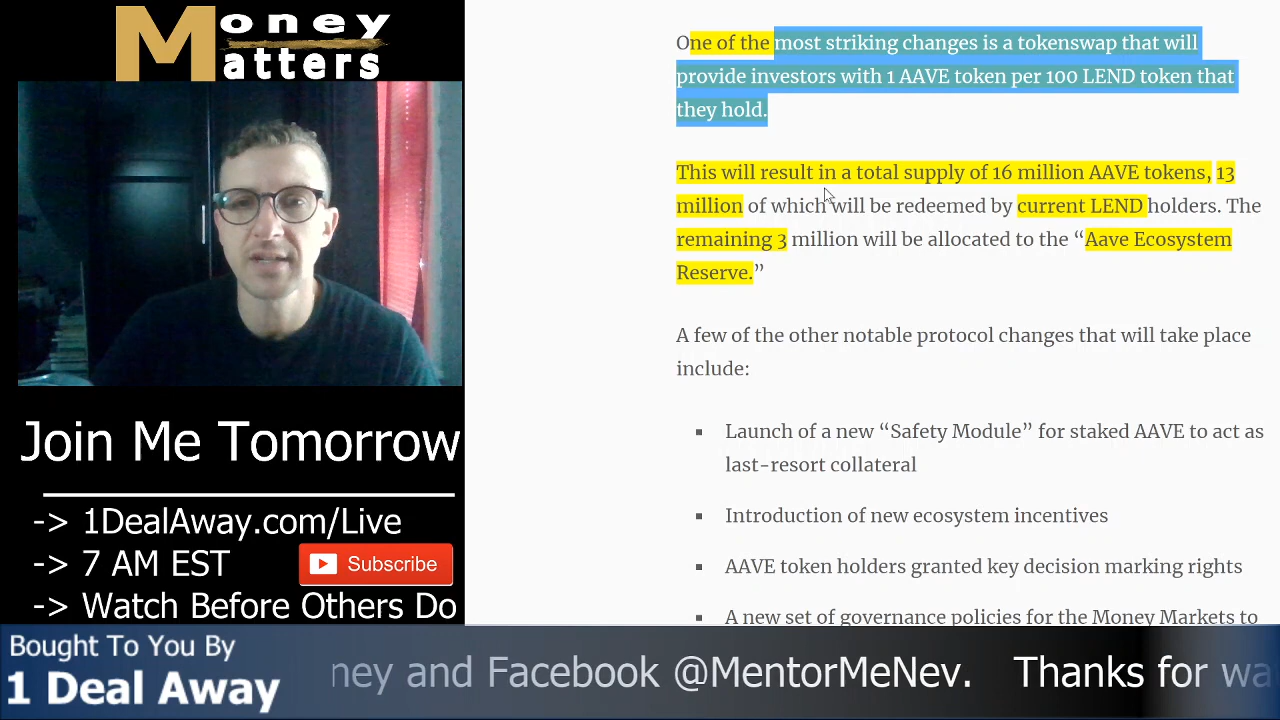 Money
Matters
Join Me Tomorrow
-> 1DealAway.com/Live
-> 7 AM EST
Subscribe
-> Watch Before Others Do
One of the most striking changes is a tokenswap that will
provide investors with 1 AAVE token per 100 LEND token that
they hold.
This will result in a total supply of 16 million AAVE tokens, 13
million of which will be redeemed by current LEND holders. The
remaining 3 million will be allocated to the “Aave Ecosystem
Reserve.”
A few of the other notable protocol changes that will take place
include:
▪ Launch of a new “Safety Module” for staked AAVE to act as
last-resort collateral
▪ Introduction of new ecosystem incentives
▪ AAVE token holders granted key decision marking rights
▪ A new set of governance policies for the Money Markets to
Bought To You By
1 Deal Away
ney and Facebook @MentorMeNev. Thanks for wa